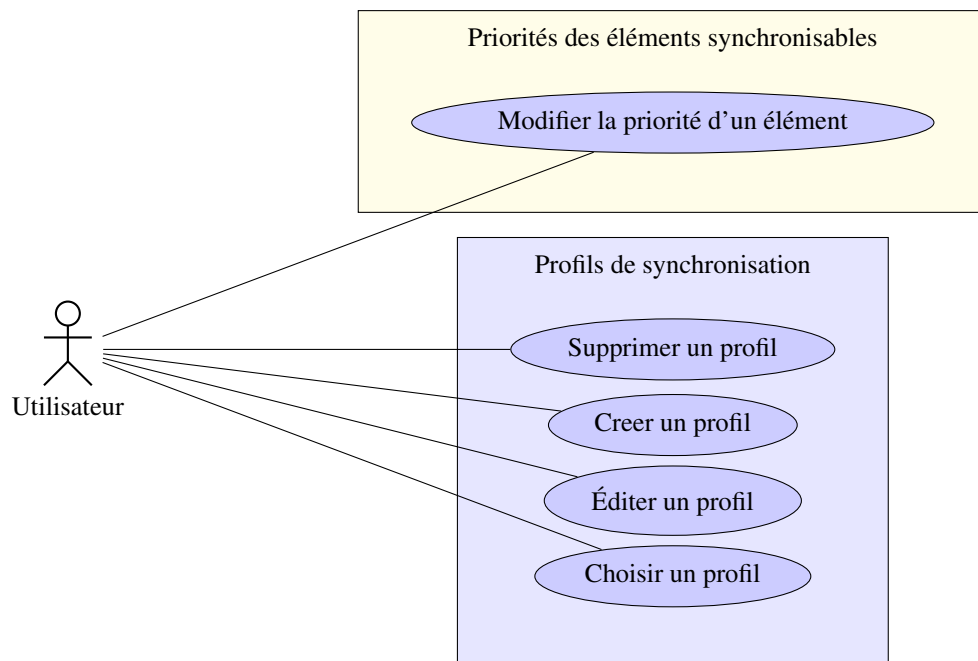 Priorités des éléments synchronisables
Modifier la priorité d'un élément
Profils de synchronisation
Supprimer un profil
Utilisateur
Creer un profil
Éditer un profil
Choisir un profil